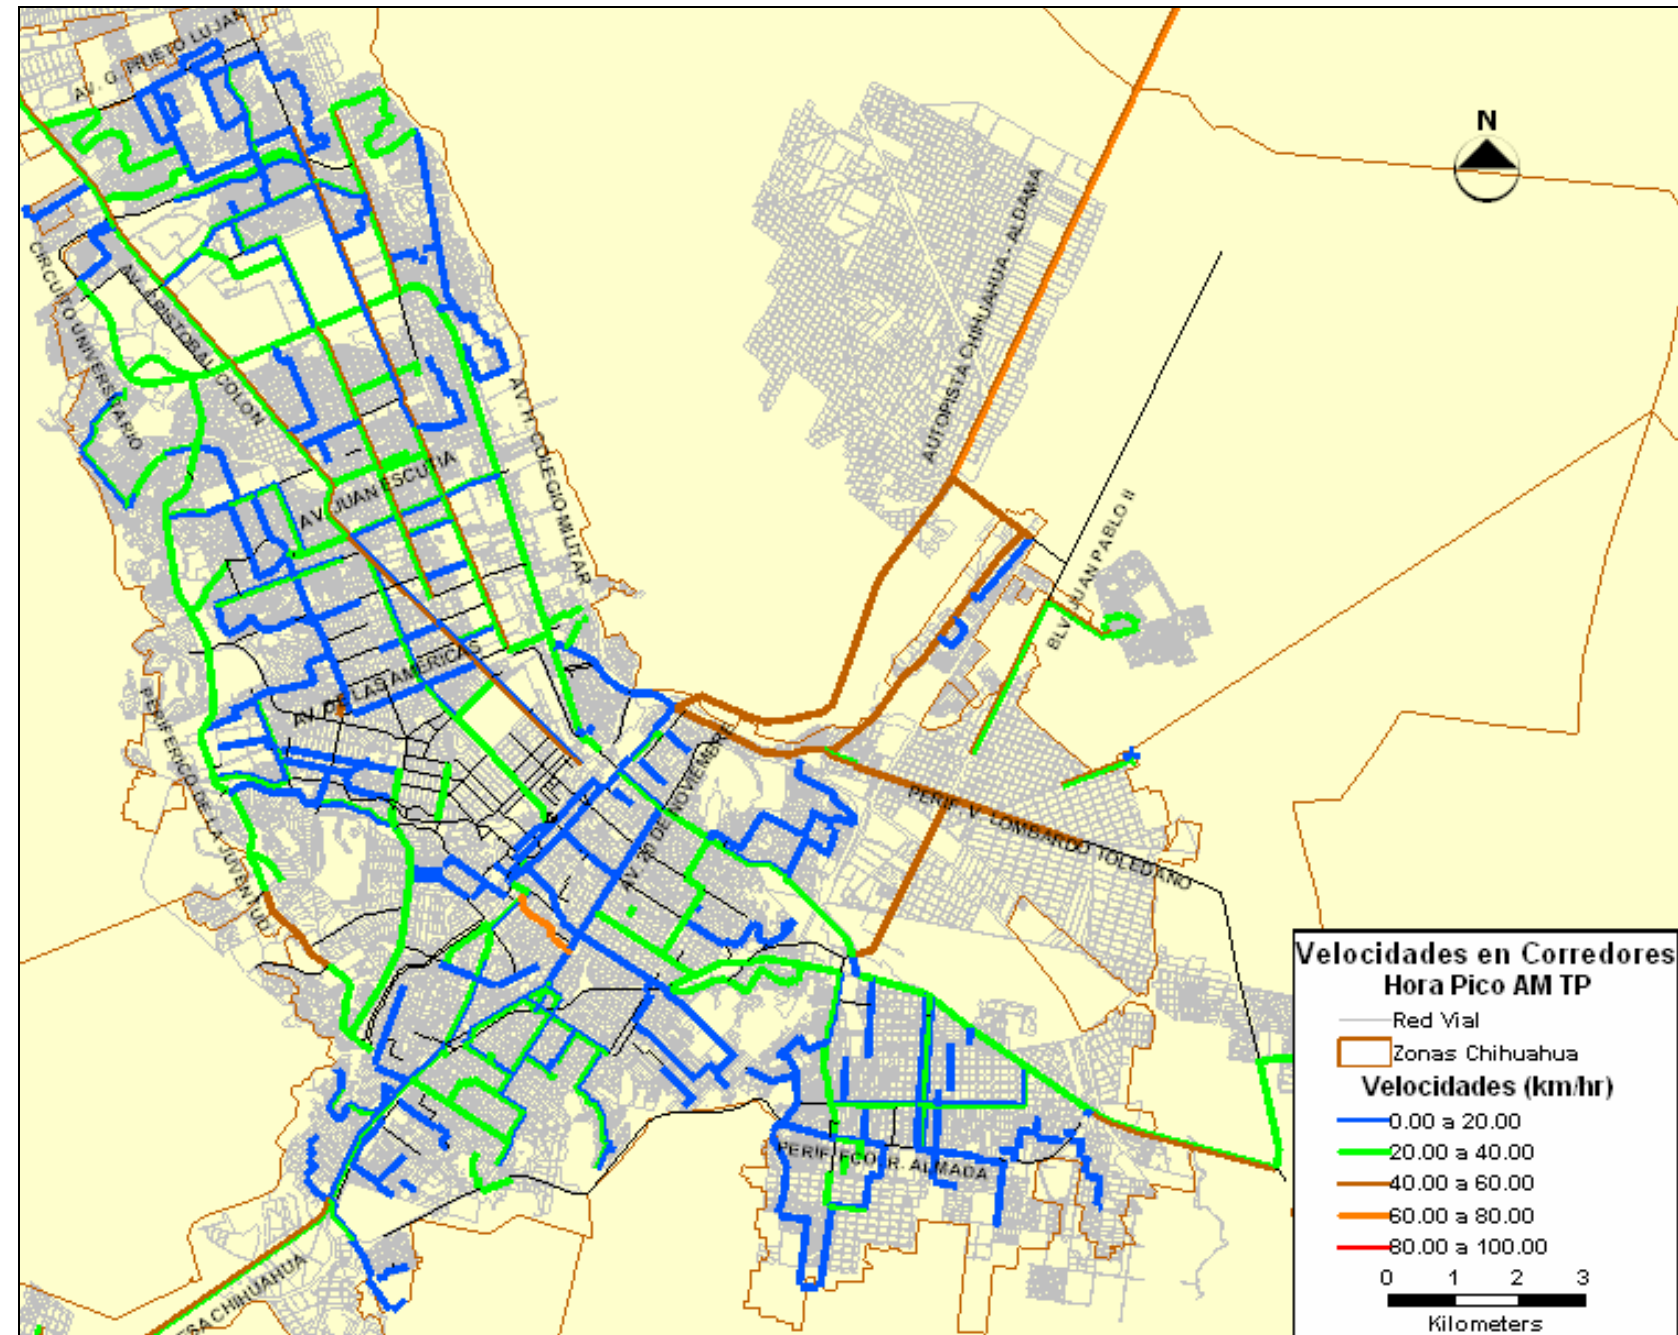 AV. G. PRIETO LUJAN
N
CIRCUITO UNIVERSITARIO
AV. CRISTOBAL COLON
AUTOPISTA CHIHUAHUA - ALDAMA
AV. H. COLEGIO MILITAR
AV. JUAN ESCUTIA
BLV. JUAN PABLO II
AV. DE LAS AMERICAS
PERIFERICO DE LA JUVENTUD
AV. 20 DE NOVIEMBRE
PERIF. V. LOMBARDO TOLEDANO
PERIF. FCO. R. ALMADA
CHIHUAHUA
Velocidades en Corredores
Hora Pico AM TP
Red Vial
Zonas Chihuahua
Velocidades (km/hr)
0.00 a 20.00
20.00 a 40.00
40.00 a 60.00
60.00 a 80.00
80.00 a 100.00
0 1 2 3
Kilometers